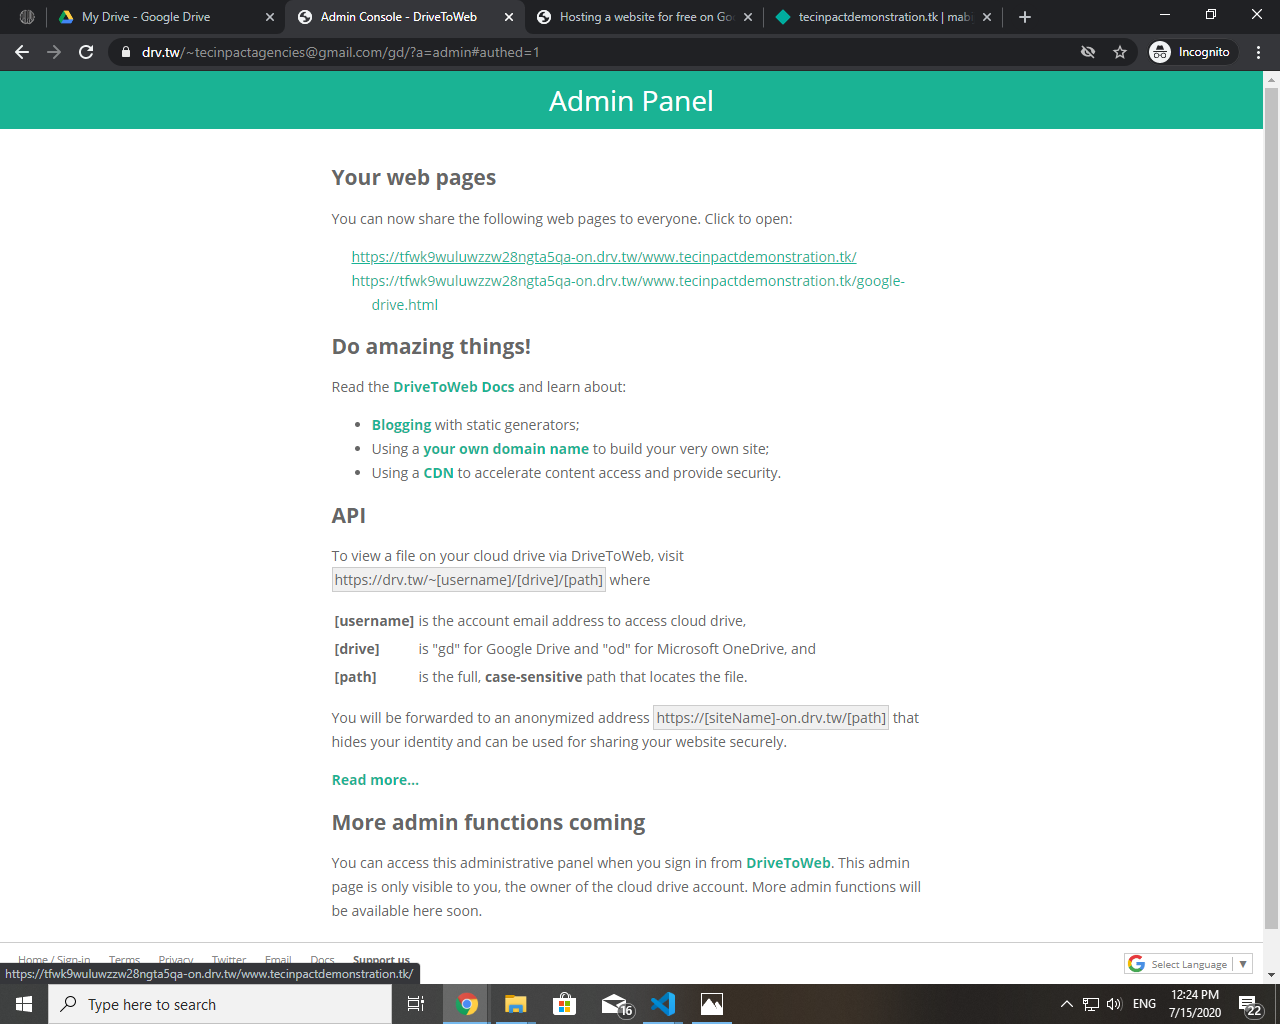 My Drive - Google Drive
Admin Console - DriveToWeb
Hosting a website for free on Goo
tecinpactdemonstration.tk | mabi
drv.tw/~tecinpactagencies@gmail.com/gd/?a=admin#authed=1
Incognito
Admin Panel
Your web pages
You can now share the following web pages to everyone. Click to open:
https://tfwk9wuluwzzw28ngta5qa-on.drv.tw/www.tecinpactdemonstration.tk/
https://tfwk9wuluwzzw28ngta5qa-on.drv.tw/www.tecinpactdemonstration.tk/google-
drive.html
Do amazing things!
Read the DriveToWeb Docs and learn about:
• Blogging with static generators;
• Using a your own domain name to build your very own site;
• Using a CDN to accelerate content access and provide security.
API
To view a file on your cloud drive via DriveToWeb, visit
https://drv.tw/~[username]/[drive]/[path] where
[username] is the account email address to access cloud drive,
[drive] is "gd" for Google Drive and "od" for Microsoft OneDrive, and
[path] is the full, case-sensitive path that locates the file.
You will be forwarded to an anonymized address https://[siteName]-on.drv.tw/[path] that
hides your identity and can be used for sharing your website securely.
Read more...
More admin functions coming
You can access this administrative panel when you sign in from DriveToWeb. This admin
page is only visible to you, the owner of the cloud drive account. More admin functions will
be available here soon.
Home / Sign-in Terms Privacy Twitter Email Docs Support us
Select Language ▼
https://tfwk9wuluwzzw28ngta5qa-on.drv.tw/www.tecinpactdemonstration.tk/
Type here to search
16
ENG
12:24 PM
7/15/2020
22